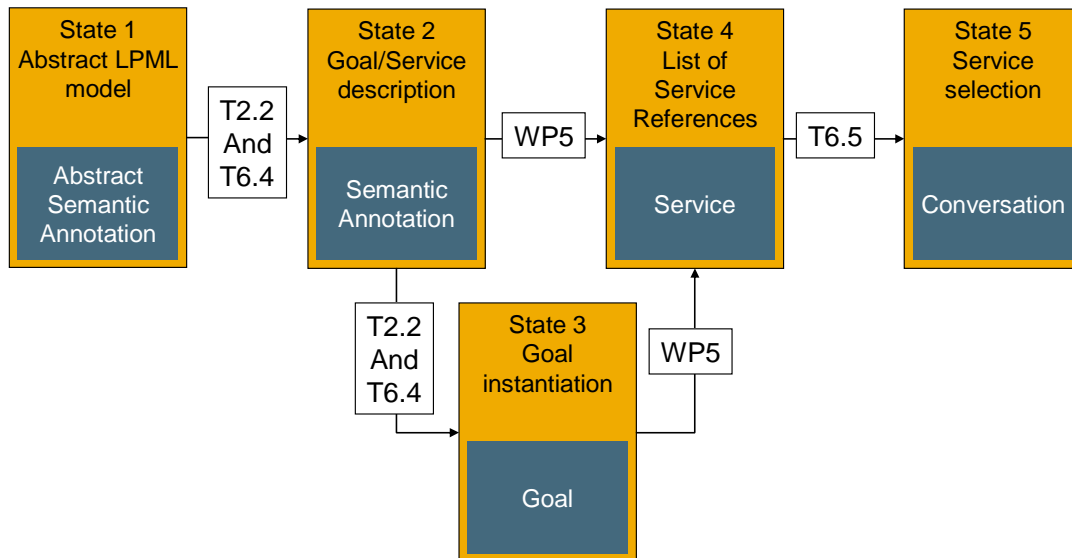 State 1
Abstract LPML
model
Abstract
Semantic
Annotation
T2.2
And
T6.4
State 2
Goal/Service
description
Semantic
Annotation
WP5
State 4
List of
Service
References
Service
T6.5
State 5
Service
selection
Conversation
T2.2
And
T6.4
State 3
Goal
instantiation
Goal
WP5